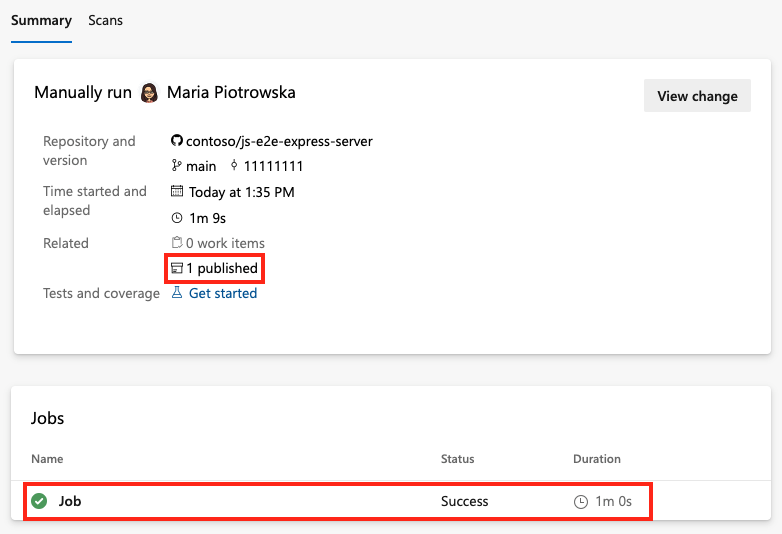 Summary Scans
Manually run Maria Piotrowska
View change
Repository and version
contoso/js-e2e-express-server
main 11111111
Time started and elapsed
Today at 1:35 PM
1m 9s
Related
0 work items
1 published
Tests and coverage
Get started
Jobs
Name Status Duration
Job Success 1m 0s